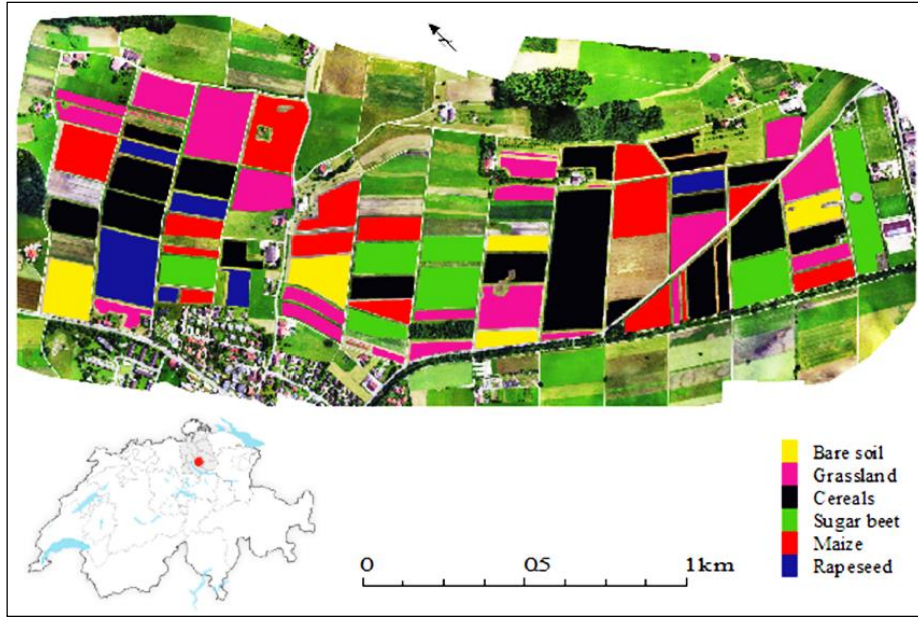 Bare soil
Grassland
Cereals
Sugar beet
Maize
Rapeseed
0 0.5 1km